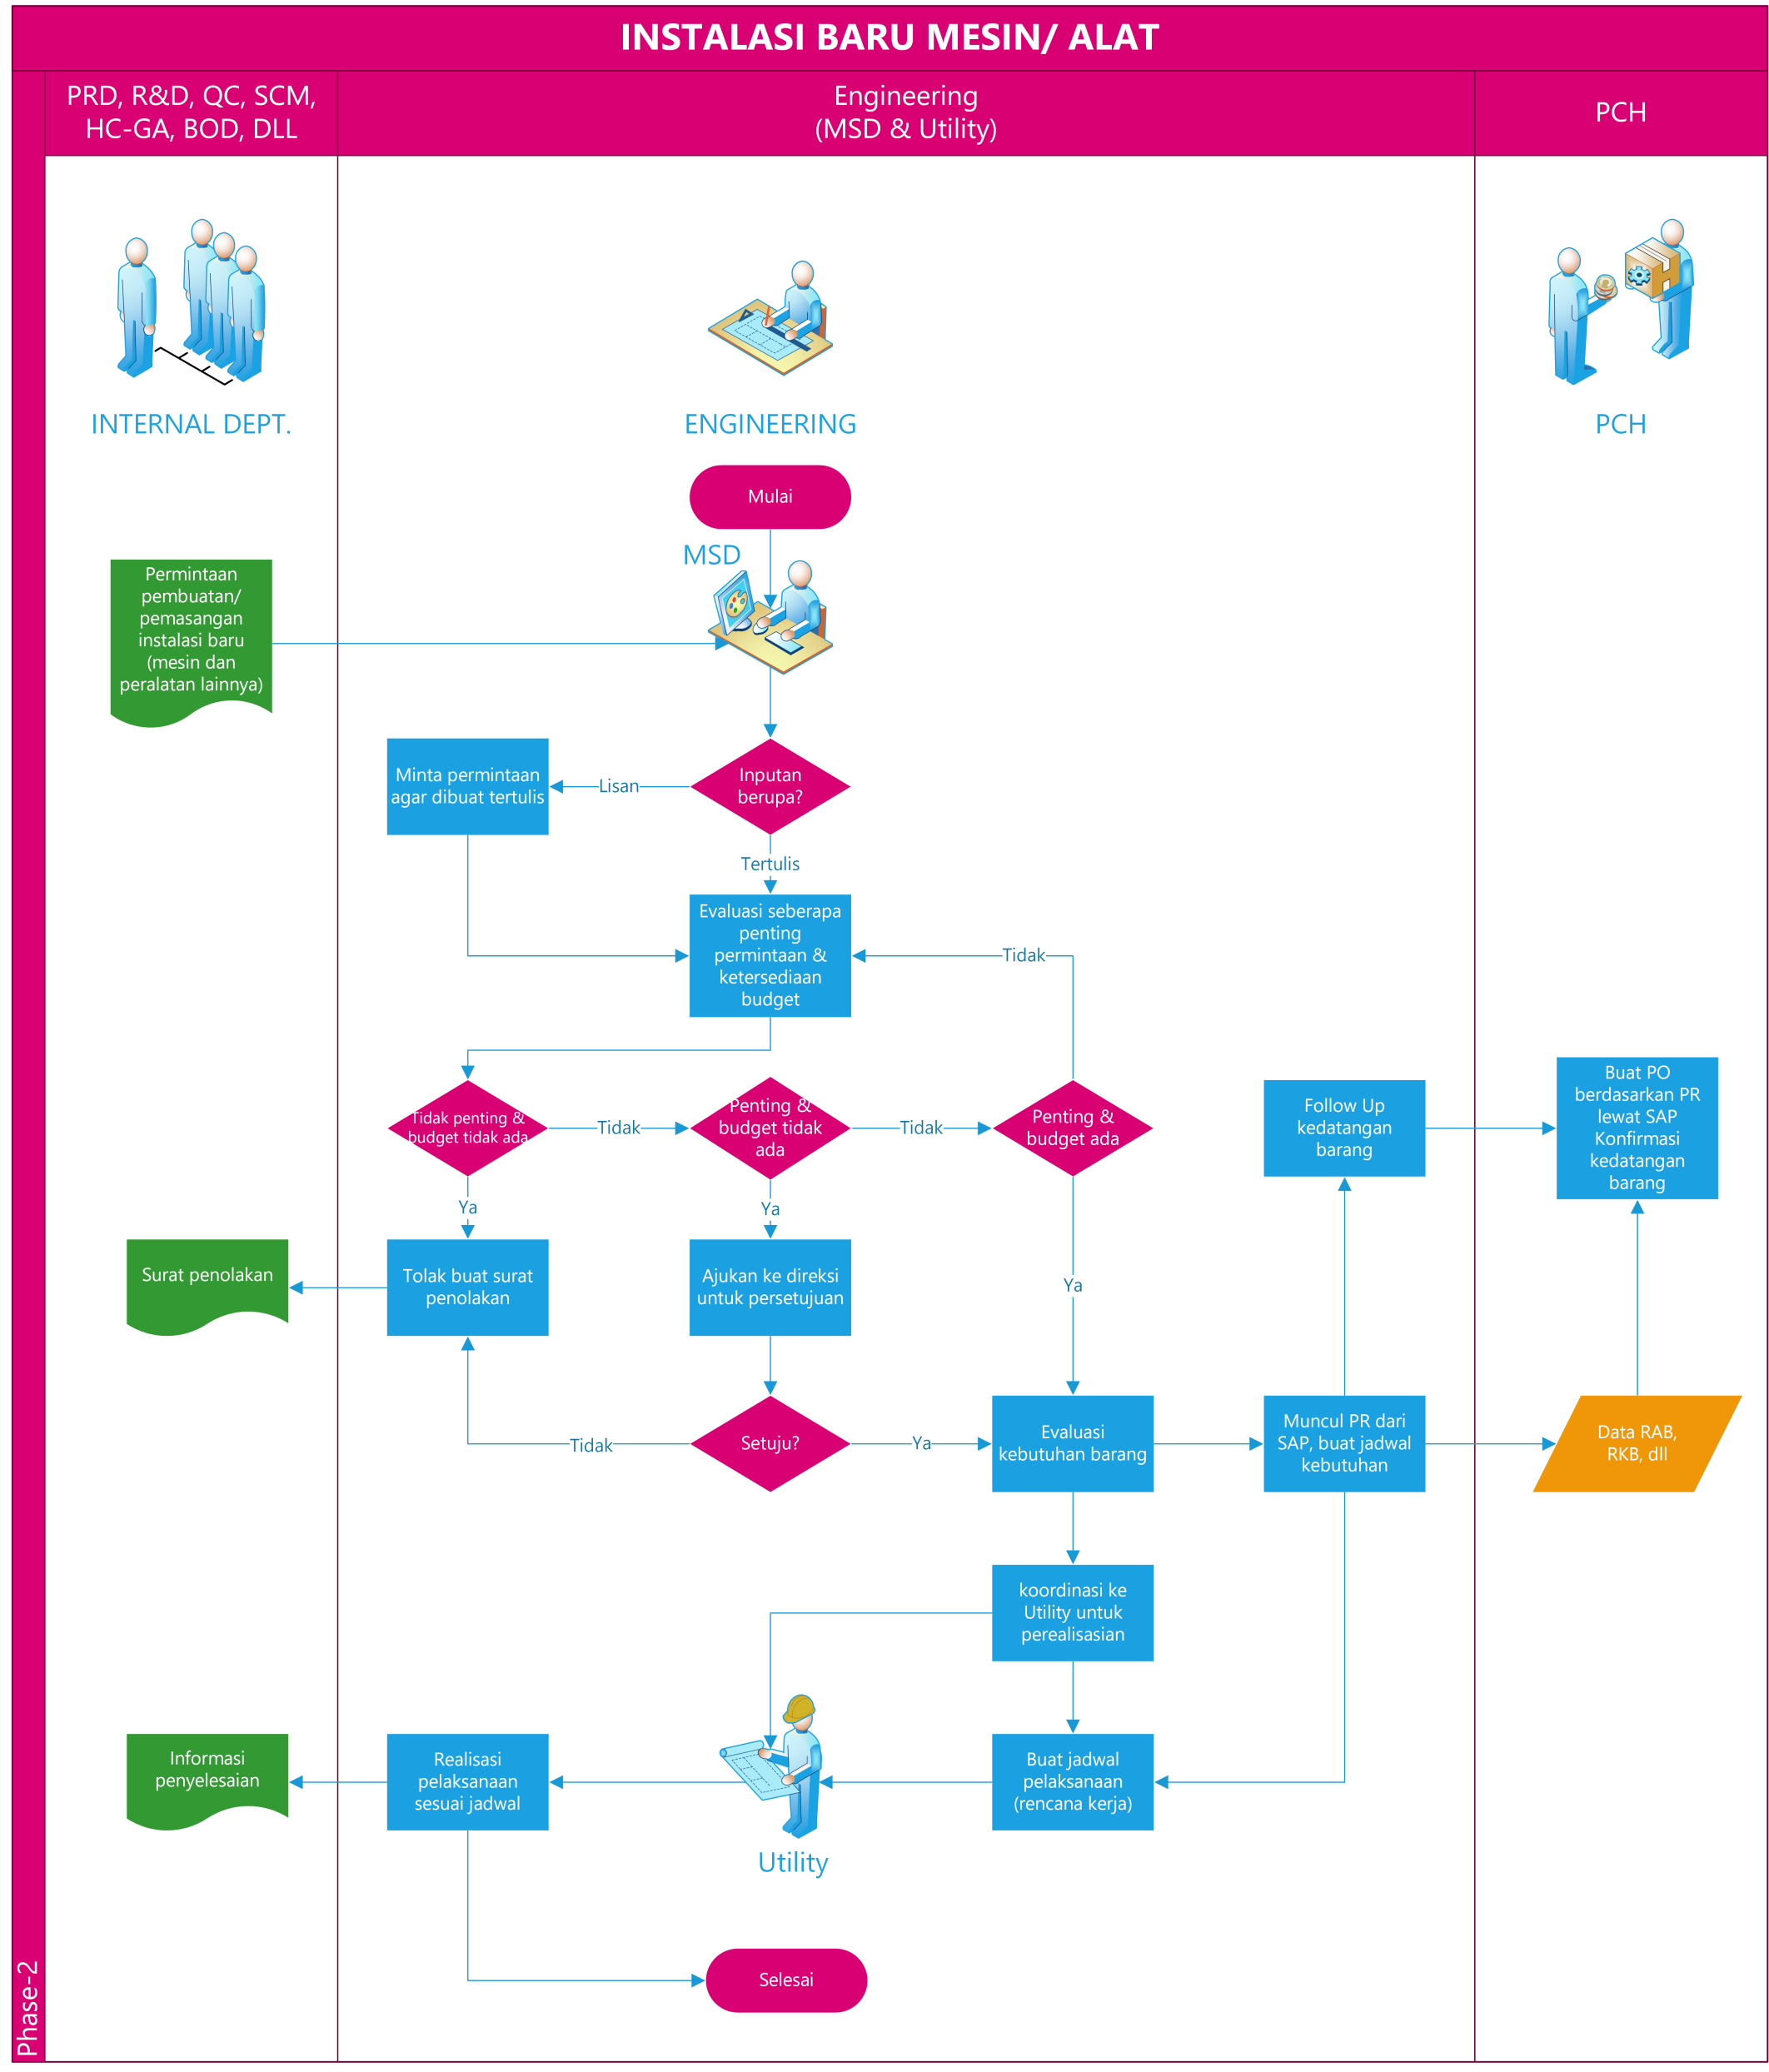 INSTALASI BARU MESIN/ ALAT
PRD, R&D, QC, SCM,
HC-GA, BOD, DLL
Engineering
(MSD & Utility)
PCH
INTERNAL DEPT.
ENGINEERING
PCH
Mulai
MSD
Permintaan
pembuatan/
pemasangan
instalasi baru
(mesin dan
peralatan lainnya)
Minta permintaan
agar dibuat tertulis
Lisan
Inputan
berupa?
Tertulis
Evaluasi seberapa
penting
permintaan &
ketersediaan
budget
Tidak
Tidak penting &
budget tidak ada
Tidak
Penting &
budget tidak
ada
Tidak
Penting &
budget ada
Follow Up
kedatangan
barang
Buat PO
berdasarkan PR
lewat SAP
Konfirmasi
kedatangan
barang
Ya
Ya
Ya
Surat penolakan
Tolak buat surat
penolakan
Ajukan ke direksi
untuk persetujuan
Tidak
Setuju?
Ya
Evaluasi
kebutuhan barang
Muncul PR dari
SAP, buat jadwal
kebutuhan
Data RAB,
RKB, dll
koordinasi ke
Utility untuk
perealisasian
Informasi
penyelesaian
Realisasi
pelaksanaan
sesuai jadwal
Utility
Buat jadwal
pelaksanaan
(rencana kerja)
Selesai
Phase-2